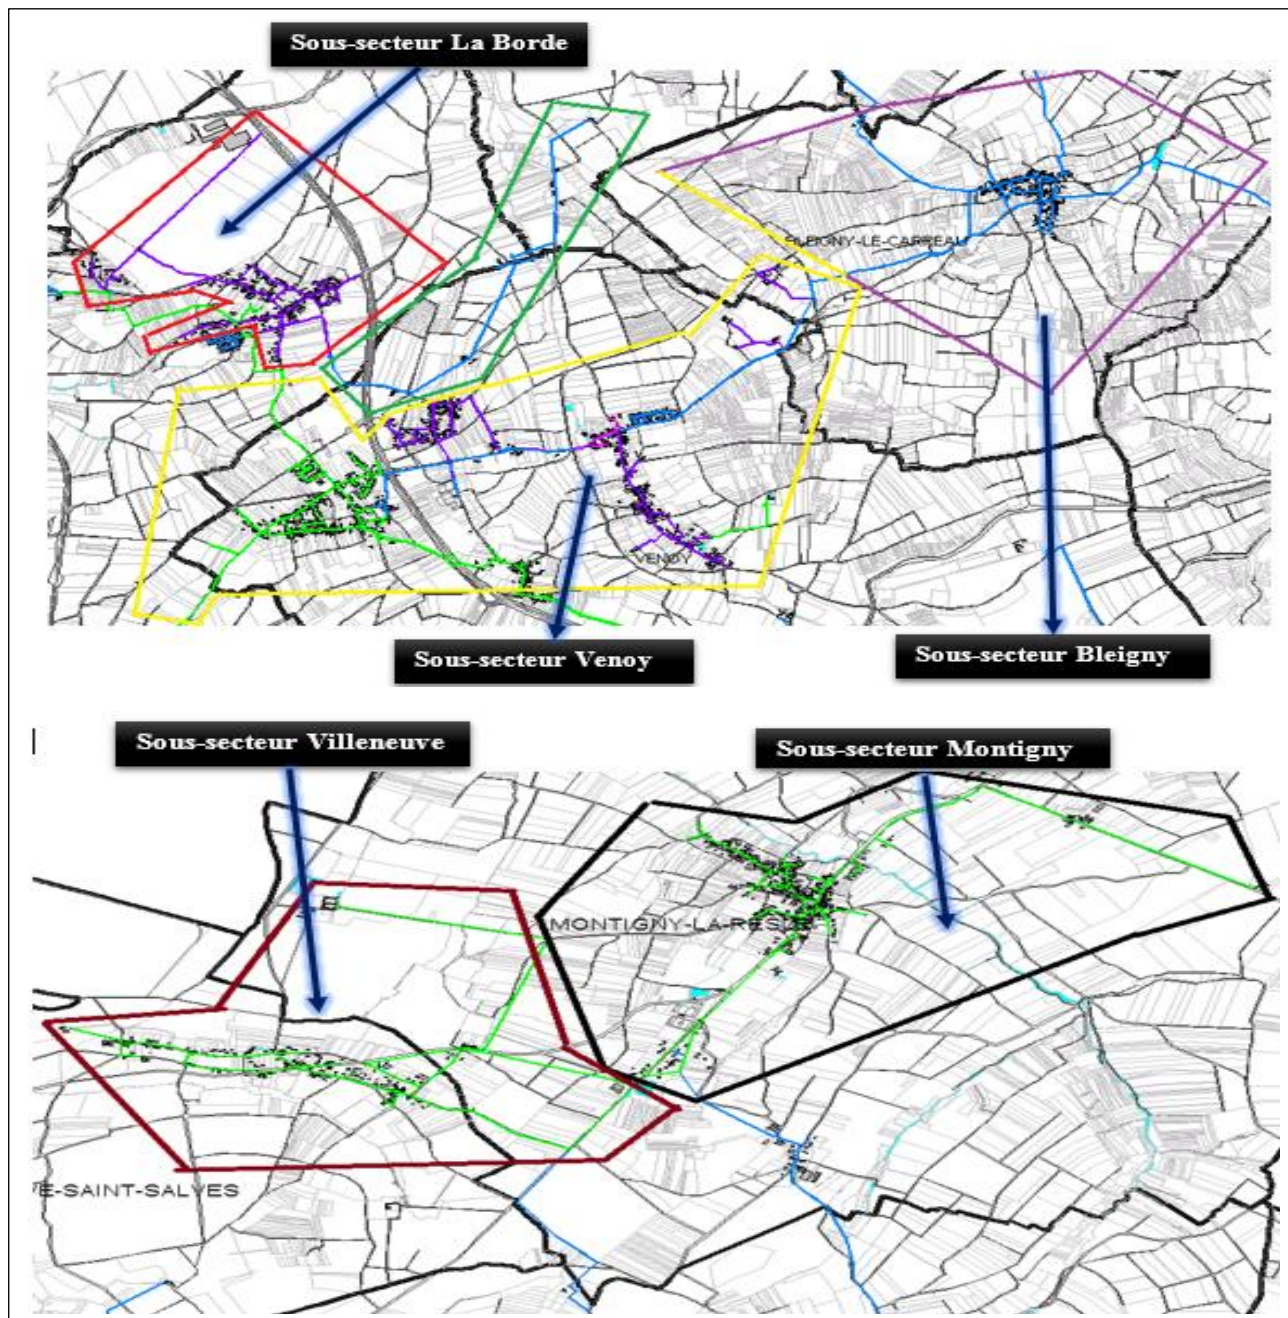 Sous-secteur La Borde
BLEIGNY-LE-CARREAU
VENOY
Sous-secteur Venoy
Sous-secteur Bleigny
Sous-secteur Villeneuve
Sous-secteur Montigny
MONTIGNY-LA-RESLE
E-SAINT-SALVES